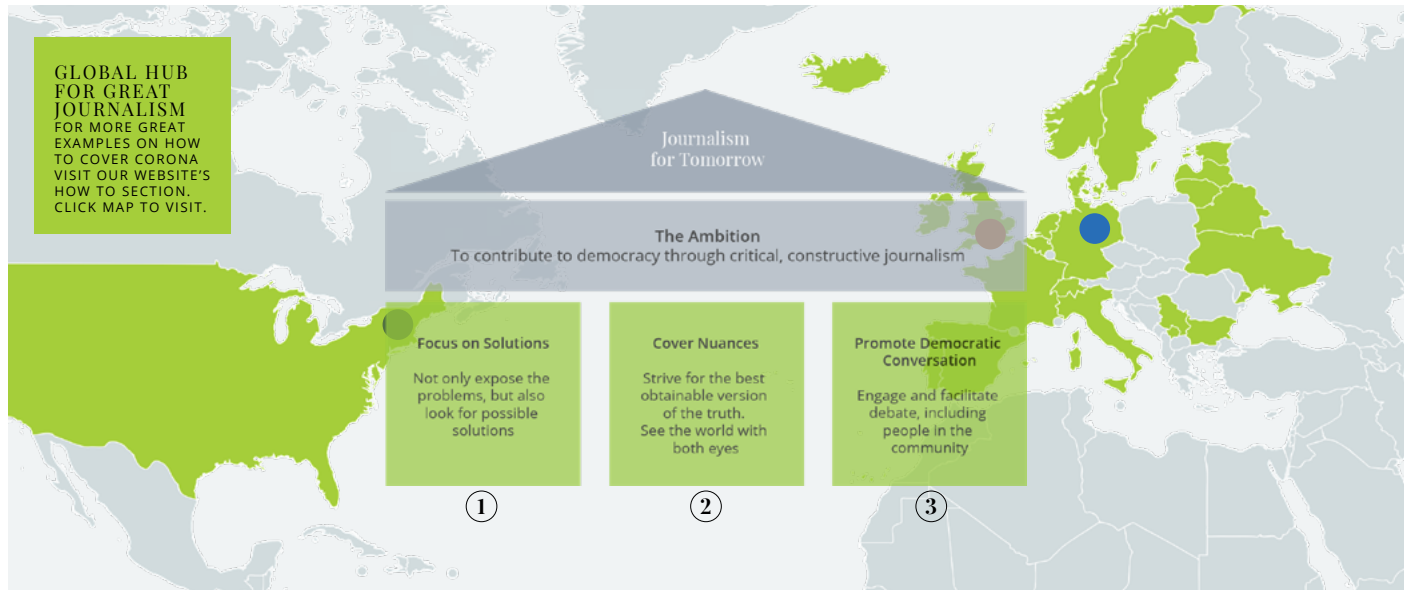 GLOBAL HUB
FOR GREAT
JOURNALISM
FOR MORE GREAT
EXAMPLES ON HOW
TO COVER CORONA
VISIT OUR WEBSITE'S
HOW TO SECTION.
CLICK MAP TO VISIT.
Journalism
for Tomorrow
The Ambition
To contribute to democracy through critical, constructive journalism
Focus on Solutions
Not only expose the
problems, but also
look for possible
solutions
1
Cover Nuances
Strive for the best
obtainable version
of the truth.
See the world with
both eyes
2
Promote Democratic
Conversation
Engage and facilitate
debate, including
people in the
community
3